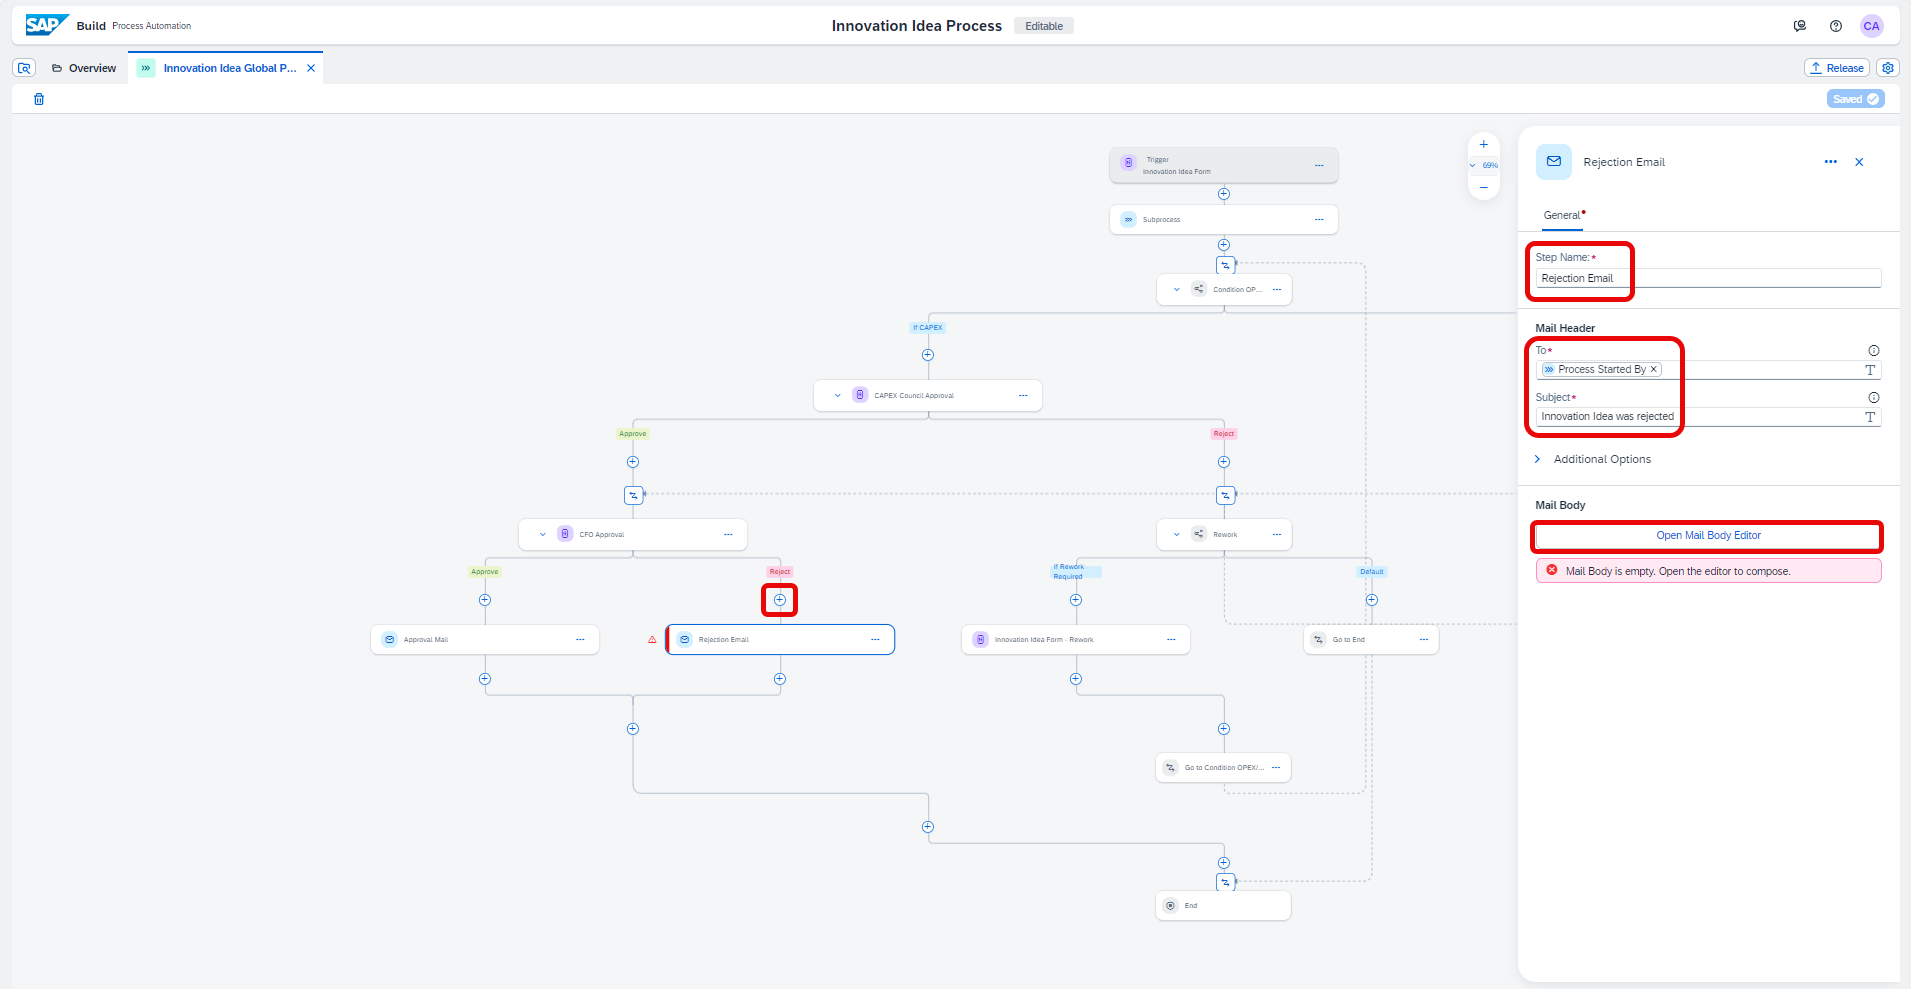 SAP Build Process Automation
Innovation Idea Process Editable
CA
Overview
Innovation Idea Global P...
Release
Saved
Trigger
Innovation Idea Form
Subprocess
69%
Condition OP...
If CAPEX
CAPEX Council Approval
Approve
Reject
CFO Approval
Rework
Approve
Reject
If Rework
Required
Default
Approval Mail
Rejection Email
Innovation Idea Form - Rework
Go to End
Go to Condition OPEX/...
End
Rejection Email
General
Step Name:*
Rejection Email
Mail Header
To*
Process Started By
Subject*
Innovation Idea was rejected
Additional Options
Mail Body
Open Mail Body Editor
Mail Body is empty. Open the editor to compose.